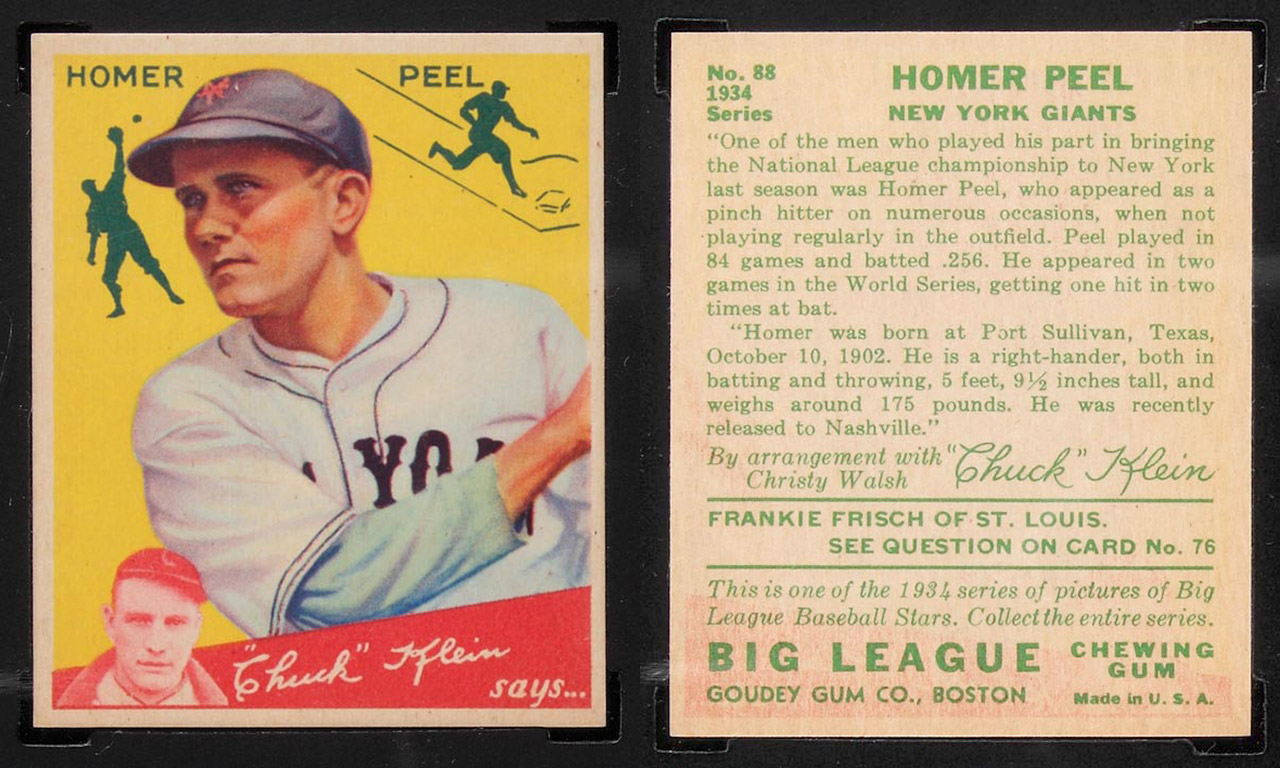 HOMER PEEL
YO
"Chuck" Klein
says...
No. 88
1934
Series
HOMER PEEL
NEW YORK GIANTS
"One of the men who played his part in bringing
the National League championship to New York
last season was Homer Peel, who appeared as a
pinch hitter on numerous occasions, when not
playing regularly in the outfield. Peel played in
84 games and batted .256. He appeared in two
games in the World Series, getting one hit in two
times at bat.
"Homer was born at Port Sullivan, Texas,
October 10, 1902. He is a right-hander, both in
batting and throwing, 5 feet, 9½ inches tall, and
weighs around 175 pounds. He was recently
released to Nashville."
By arrangement with "Chuck" Klein
Christy Walsh
FRANKIE FRISCH OF ST. LOUIS.
SEE QUESTION ON CARD No. 76
This is one of the 1934 series of pictures of Big
League Baseball Stars. Collect the entire series.
BIG LEAGUE CHEWING
GUM
GOUDEY GUM CO., BOSTON Made in U. S. A.